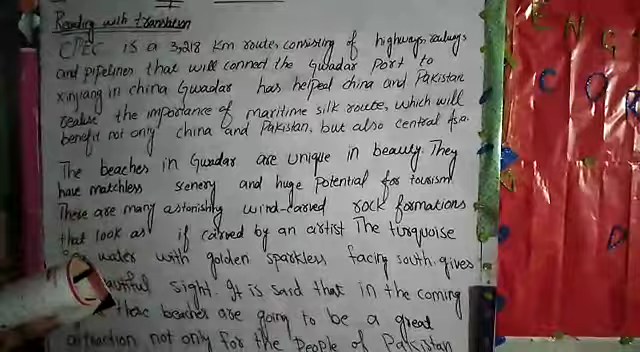 Reading with translation
CPEC is a 3,218 km route, consisting of highways, railways
and pipelines that will connect the Gwadar port to
xinjiang in china Gwadar has helped china and Pakistan
realise the importance of maritime silk route, which will
benefit not only china and Pakistan, but also central Asia.
The beaches in Gwadar are unique in beauty. They
have matchless scenery and huge potential for tourism
There are many astonishing wind-carved rock formations
that look as if carved by an artist The turquoise
water with golden sparkless facing south, gives
sight. It is said that in the coming
these beaches are going to be a great
attraction not only for the People of Pakistan
E N G
C O R
D